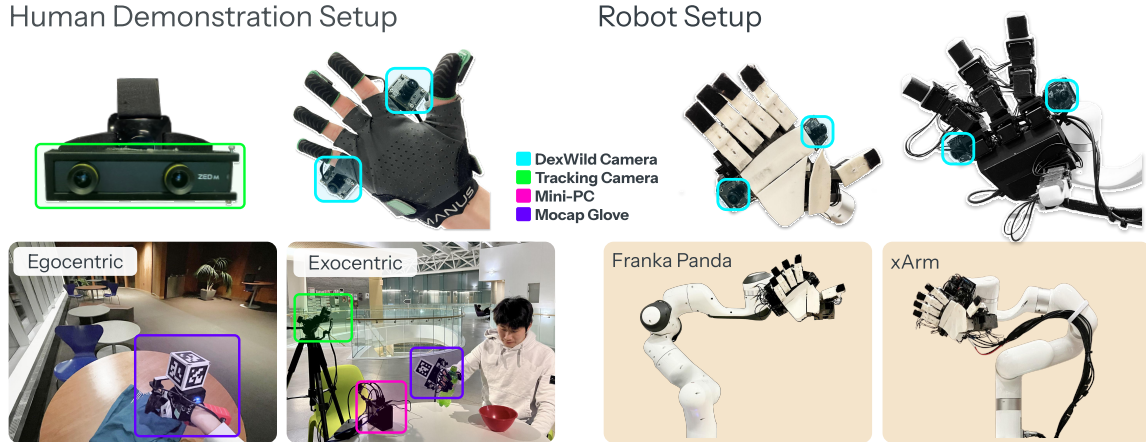 Human Demonstration Setup
Robot Setup
ZED M
MANUS
DexWild Camera
Tracking Camera
Mini-PC
Mocap Glove
Egocentric
Exocentric
Franka Panda
xArm